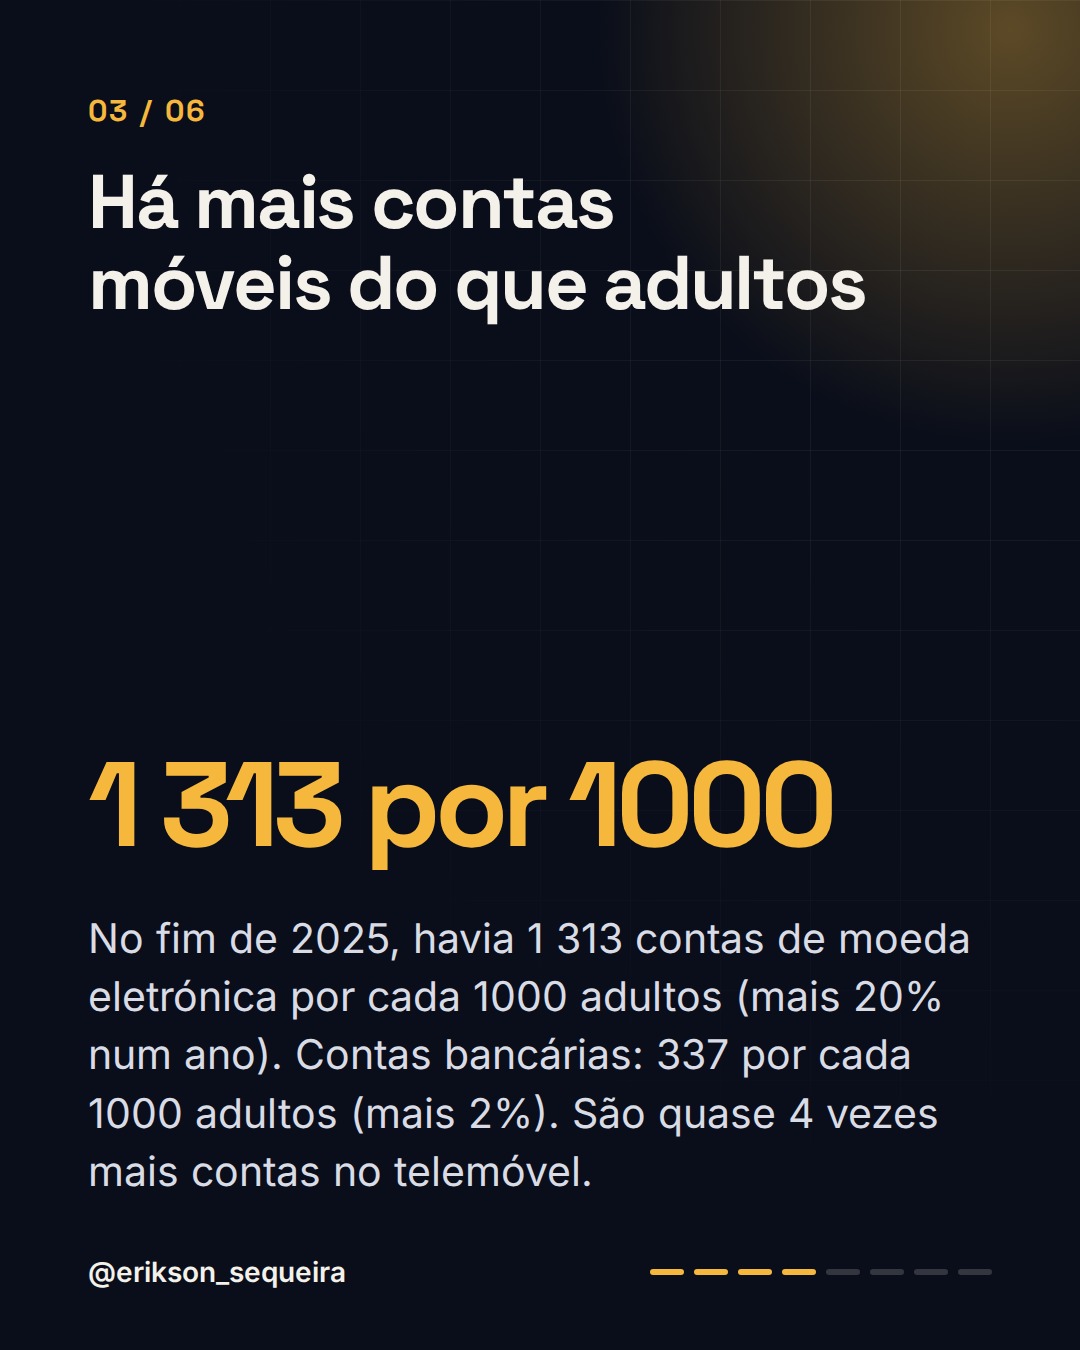 03 / 06
Há mais contas
móveis do que adultos
1 313 por 1000
No fim de 2025, havia 1 313 contas de moeda
eletrónica por cada 1000 adultos (mais 20%
num ano). Contas bancárias: 337 por cada
1000 adultos (mais 2%). São quase 4 vezes
mais contas no telemóvel.
@erikson_sequeira